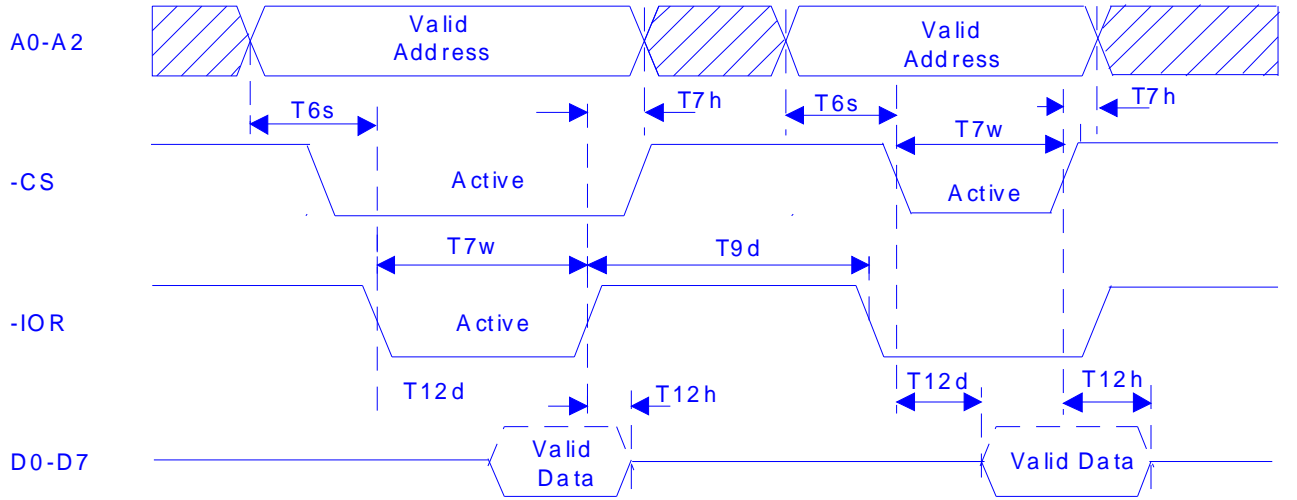 A0-A2
Valid
Address
Valid
Address
T6s
T7h
T6s
T7h
T7w
-CS
Active
Active
T7w
T9d
-IOR
Active
T12d
T12h
T12d
T12h
D0-D7
Valid
Data
Valid Data